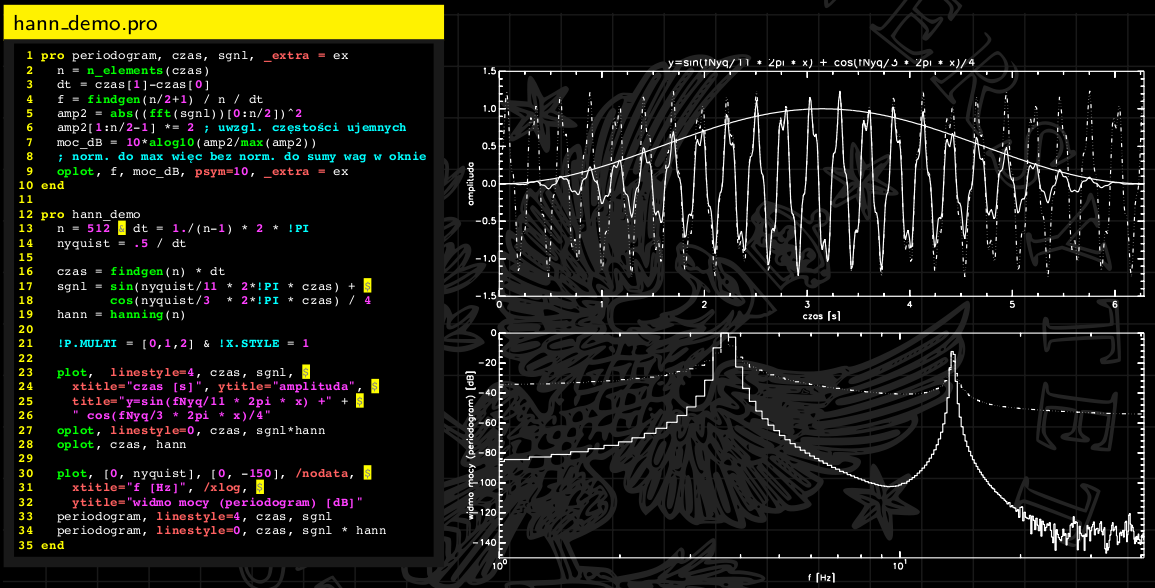 hann_demo.pro
1 pro periodogram, czas, sgnl, _extra = ex
2 n = n_elements(czas)
3 dt = czas[1]-czas[0]
4 f = findgen(n/2+1) / n / dt
5 amp2 = abs((fft(sgnl))[0:n/2])^2
6 amp2[1:n/2-1] *= 2 ; uwzgl. częstości ujemnych
7 moc_dB = 10*alog10(amp2/max(amp2))
8 ; norm. do max więc bez norm. do sumy wag w oknie
9 oplot, f, moc_dB, psym=10, _extra = ex
10 end
11
12 pro hann_demo
13 n = 512 & dt = 1./(n-1) * 2 * !PI
14 nyquist = .5 / dt
15
16 czas = findgen(n) * dt
17 sgnl = sin(nyquist/11 * 2*!PI * czas) + $
18 cos(nyquist/3 * 2*!PI * czas) / 4
19 hann = hanning(n)
20
21 !P.MULTI = [0,1,2] & !X.STYLE = 1
22
23 plot, linestyle=4, czas, sgnl, $
24 xtitle="czas [s]", ytitle="amplituda", $
25 title="y=sin(fNyq/11 * 2pi * x) +" + $
26 " cos(fNyq/3 * 2pi * x)/4"
27 oplot, linestyle=0, czas, sgnl*hann
28 oplot, czas, hann
29
30 plot, [0, nyquist], [0, -150], /nodata, $
31 xtitle="f [Hz]", /xlog, $
32 ytitle="widmo mocy (periodogram) [dB]"
33 periodogram, linestyle=4, czas, sgnl
34 periodogram, linestyle=0, czas, sgnl * hann
35 end
y=sin(fNyq/11 * 2pi * x) + cos(fNyq/3 * 2pi * x)/4
1.5
1.0
0.5
0.0
-0.5
-1.0
-1.5
amplituda
0 1 2 3 4 5 6
czas [s]
0
-20
-40
-60
-80
-100
-120
-140
widmo mocy (periodogram) [dB]
10⁰ 10¹
f [Hz]